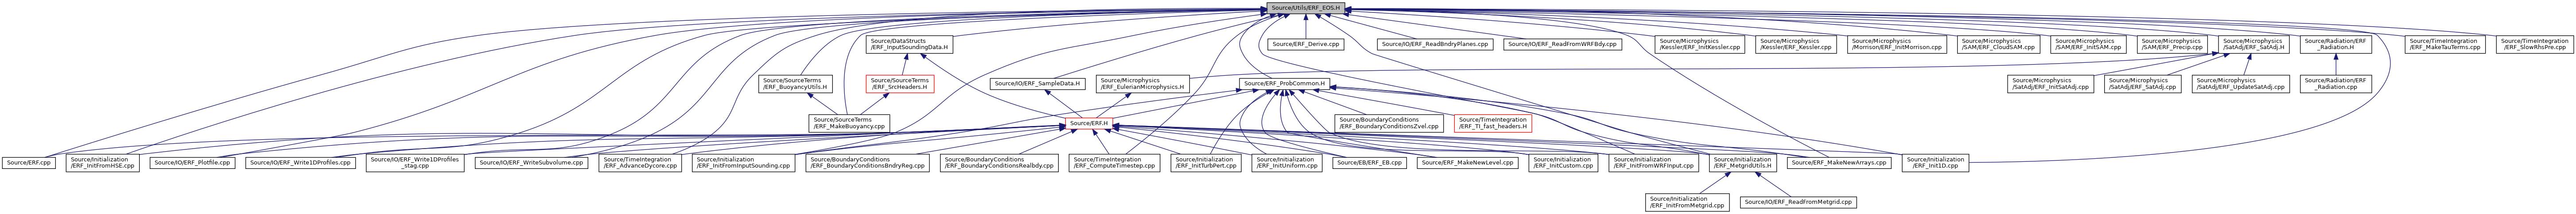 Source/Utils/ERF_EOS.H
Source/DataStructs
/ERF_InputSoundingData.H
Source/ERF_Derive.cpp
Source/IO/ERF_ReadBndryPlanes.cpp
Source/IO/ERF_ReadFromWRFBdy.cpp
Source/Microphysics
/Kessler/ERF_InitKessler.cpp
Source/Microphysics
/Kessler/ERF_Kessler.cpp
Source/Microphysics
/Morrison/ERF_InitMorrison.cpp
Source/Microphysics
/SAM/ERF_CloudSAM.cpp
Source/Microphysics
/SAM/ERF_InitSAM.cpp
Source/Microphysics
/SAM/ERF_Precip.cpp
Source/Microphysics
/SatAdj/ERF_SatAdj.H
Source/Radiation/ERF
_Radiation.H
Source/TimeIntegration
/ERF_MakeTauTerms.cpp
Source/TimeIntegration
/ERF_SlowRhsPre.cpp
Source/SourceTerms
/ERF_BuoyancyUtils.H
Source/SourceTerms
/ERF_SrcHeaders.H
Source/IO/ERF_SampleData.H
Source/Microphysics
/ERF_EulerianMicrophysics.H
Source/ERF_ProbCommon.H
Source/Microphysics
/SatAdj/ERF_InitSatAdj.cpp
Source/Microphysics
/SatAdj/ERF_SatAdj.cpp
Source/Microphysics
/SatAdj/ERF_UpdateSatAdj.cpp
Source/Radiation/ERF
_Radiation.cpp
Source/SourceTerms
/ERF_MakeBuoyancy.cpp
Source/ERF.H
Source/BoundaryConditions
/ERF_BoundaryConditionsZvel.cpp
Source/TimeIntegration
/ERF_TI_fast_headers.H
Source/ERF.cpp
Source/Initialization
/ERF_InitFromHSE.cpp
Source/IO/ERF_Plotfile.cpp
Source/IO/ERF_Write1DProfiles.cpp
Source/IO/ERF_Write1DProfiles
_stag.cpp
Source/IO/ERF_WriteSubvolume.cpp
Source/TimeIntegration
/ERF_AdvanceDycore.cpp
Source/Initialization
/ERF_InitFromInputSounding.cpp
Source/BoundaryConditions
/ERF_BoundaryConditionsBndryReg.cpp
Source/BoundaryConditions
/ERF_BoundaryConditionsRealbdy.cpp
Source/TimeIntegration
/ERF_ComputeTimestep.cpp
Source/Initialization
/ERF_InitTurbPert.cpp
Source/Initialization
/ERF_InitUniform.cpp
Source/EB/ERF_EB.cpp
Source/ERF_MakeNewLevel.cpp
Source/Initialization
/ERF_InitCustom.cpp
Source/Initialization
/ERF_InitFromWRFInput.cpp
Source/Initialization
/ERF_MetgridUtils.H
Source/ERF_MakeNewArrays.cpp
Source/Initialization
/ERF_Init1D.cpp
Source/Initialization
/ERF_InitFromMetgrid.cpp
Source/IO/ERF_ReadFromMetgrid.cpp